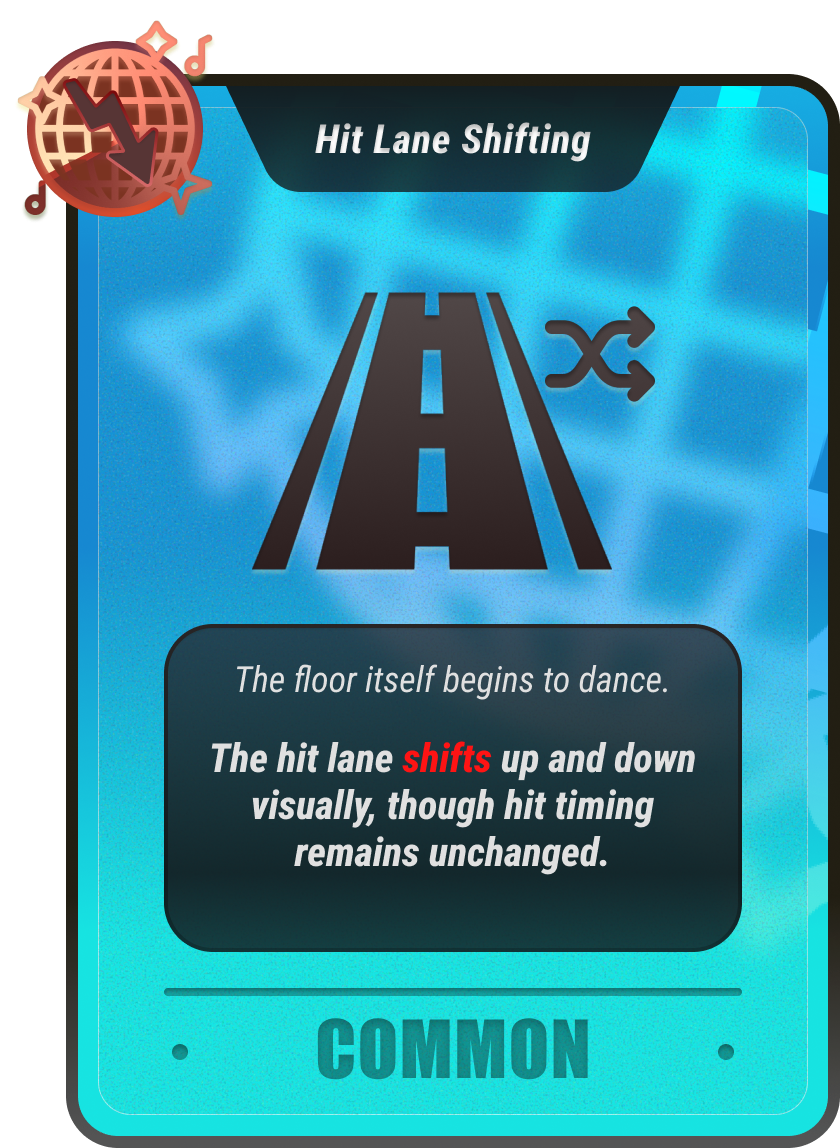 Hit Lane Shifting
The floor itself begins to dance.
The hit lane shifts up and down
visually, though hit timing
remains unchanged.
COMMON